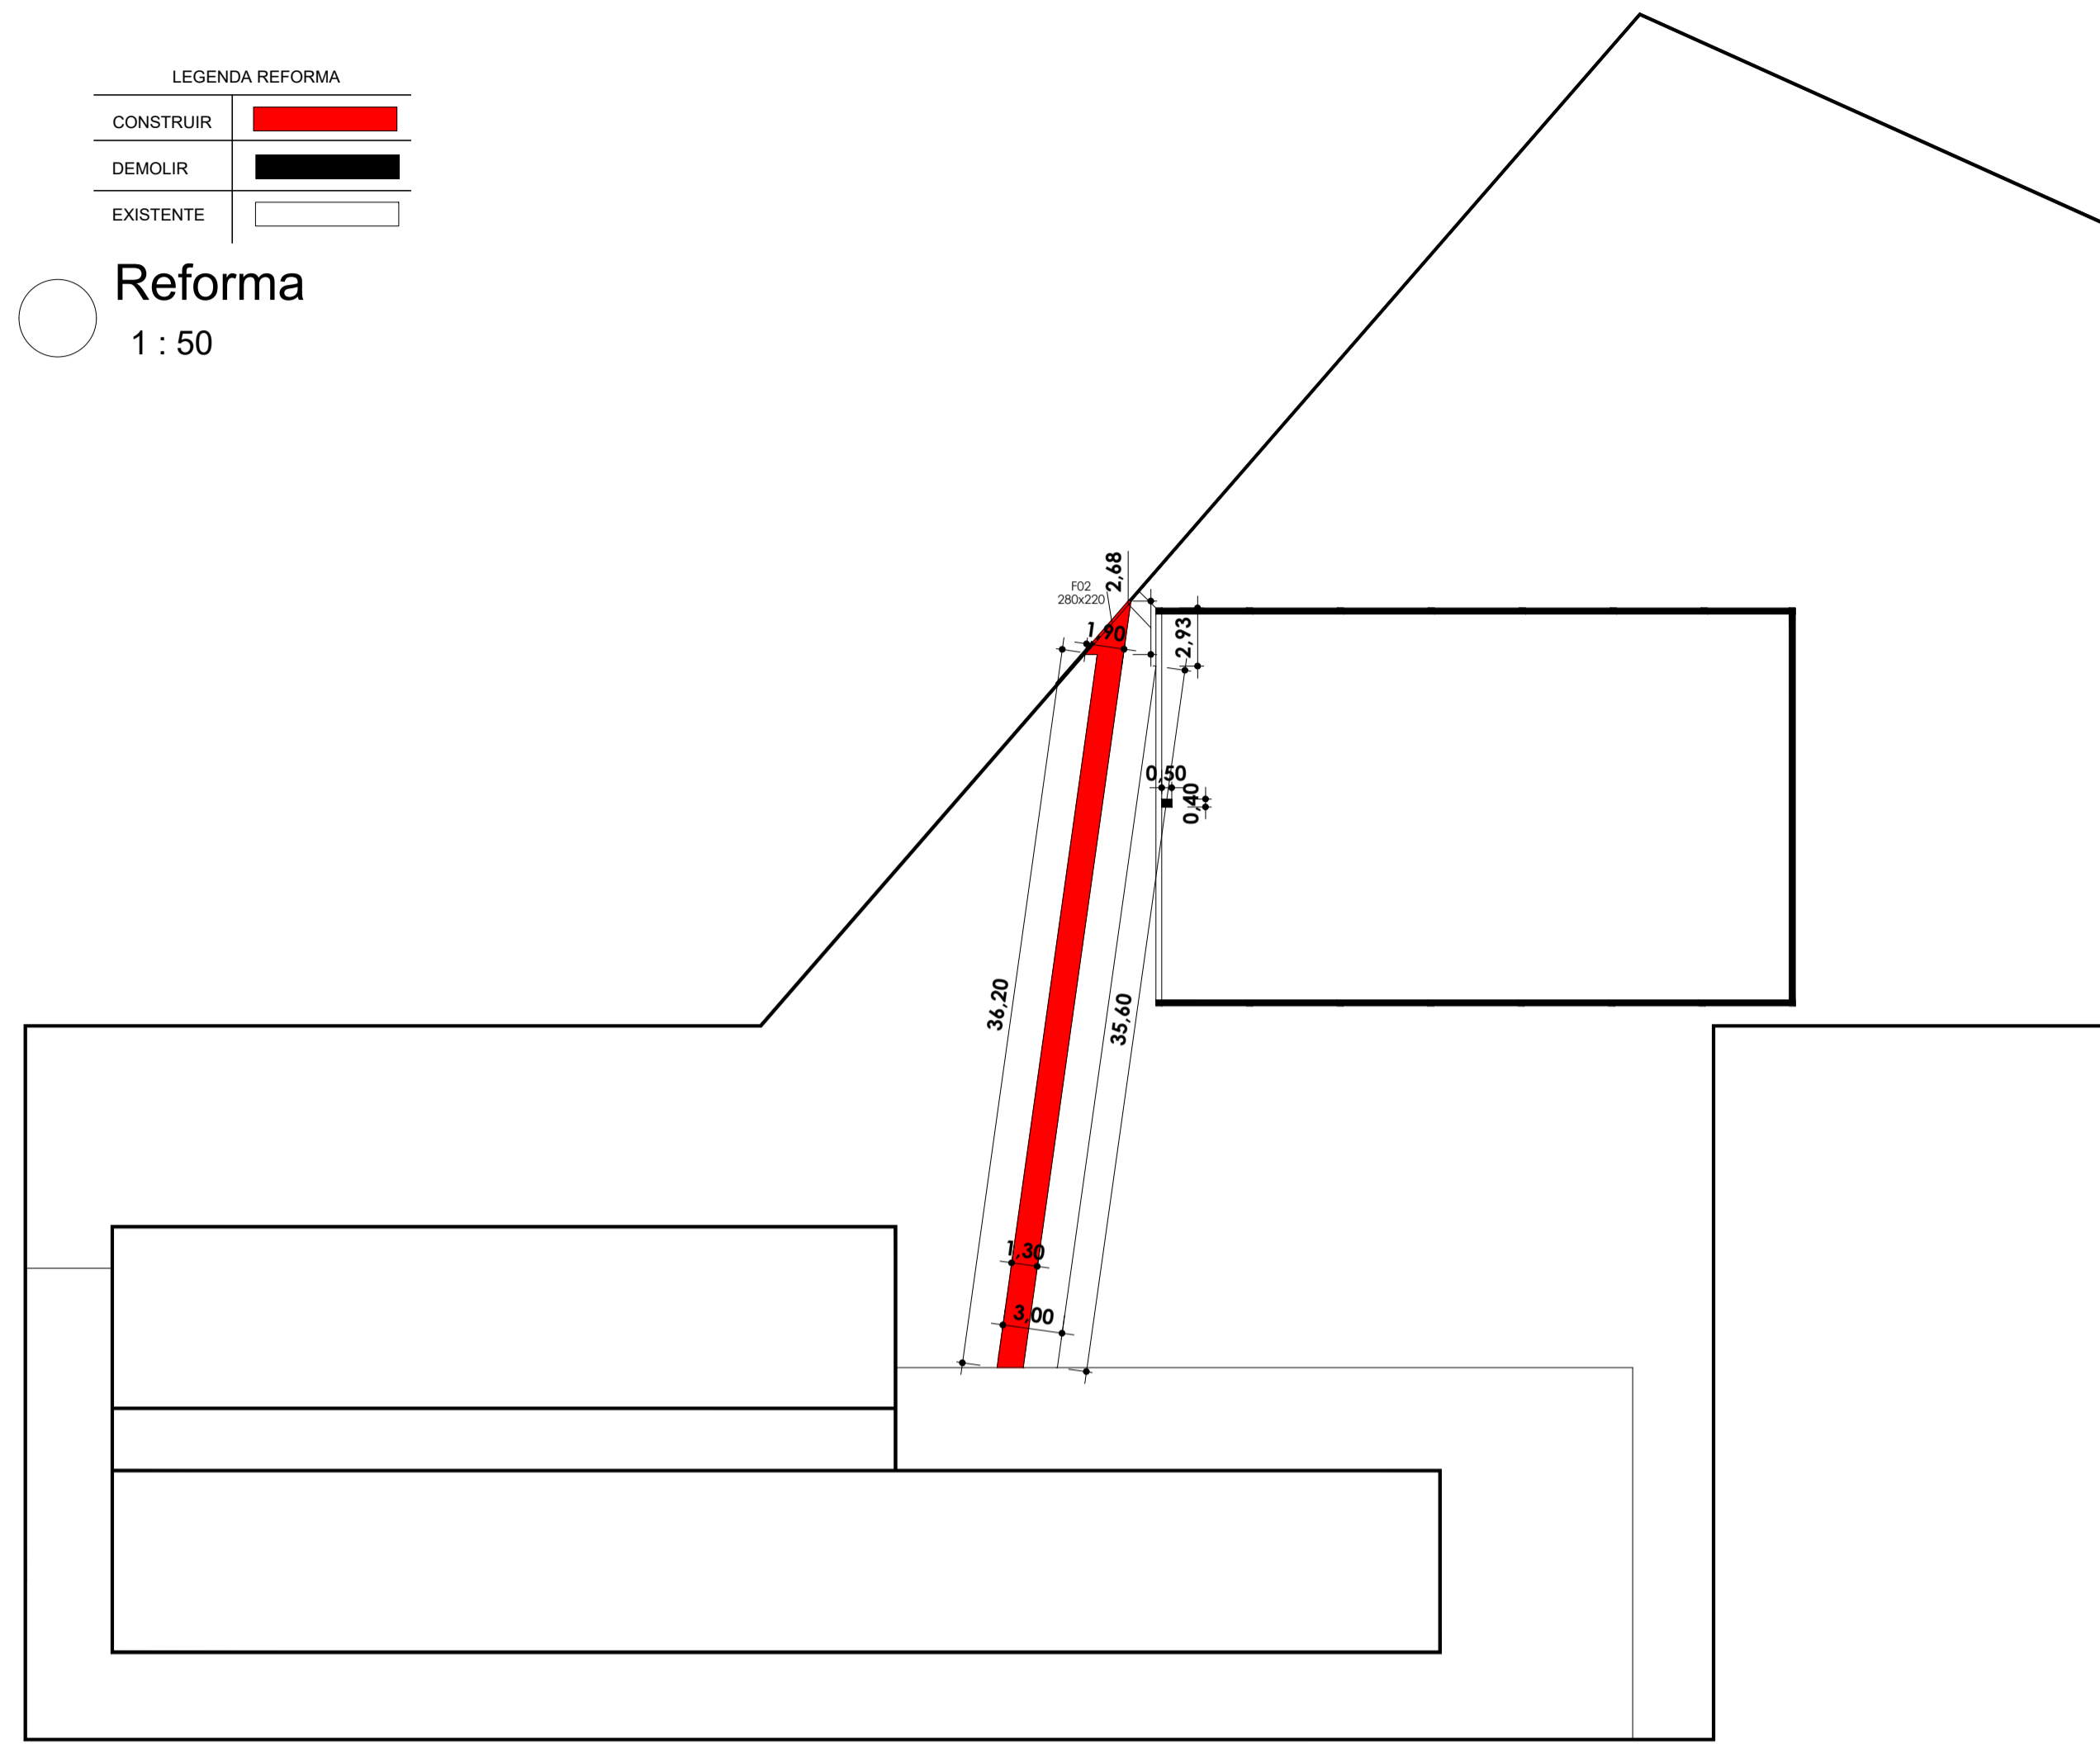 LEGENDA REFORMA
CONSTRUIR
DEMOLIR
EXISTENTE
Reforma
1 : 50
F02
280x220
2,68
1,90
2,93
0,50
0,40
36,20
35,60
1,30
3,00